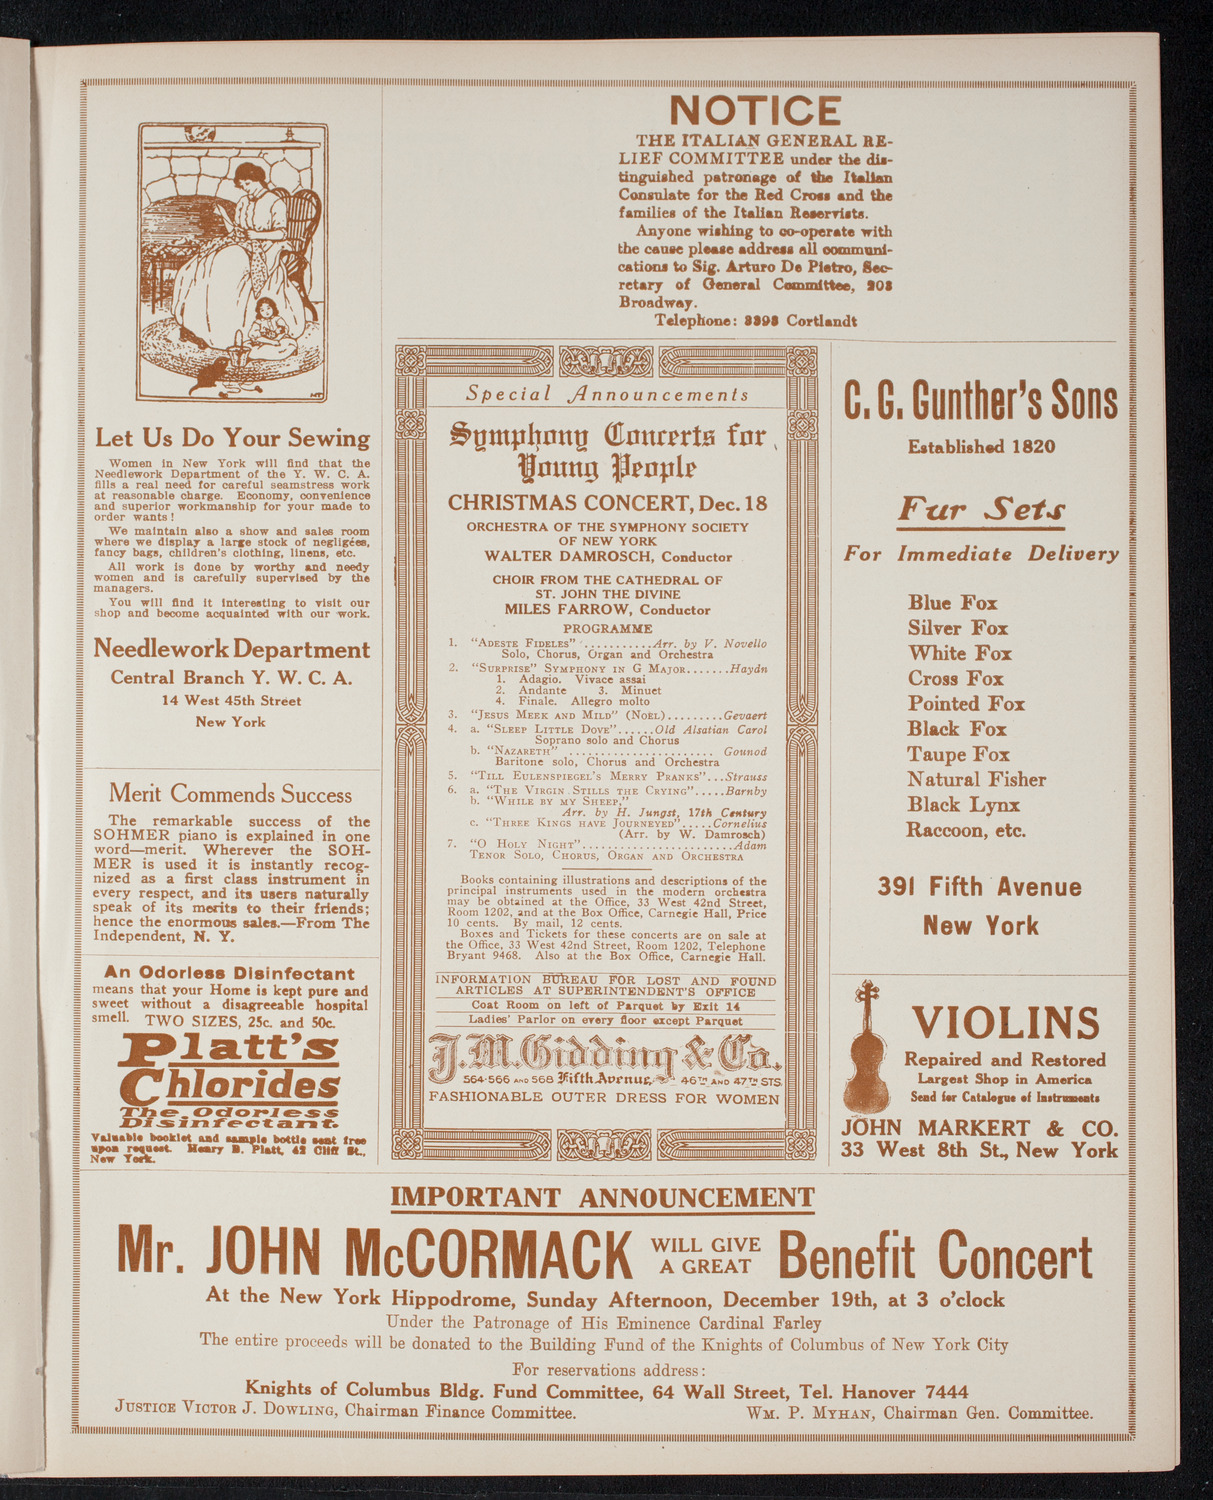 NOTICE
THE ITALIAN GENERAL RE-
LIEF COMMITTEE under the dis-
tinguished patronage of the Italian
Consulate for the Red Cross and the
families of the Italian Reservists.
Anyone wishing to co-operate with
the cause please address all communi-
cations to Sig. Arturo De Pietro, Sec-
retary of General Committee, 203
Broadway.
Telephone: 3393 Cortlandt
Let Us Do Your Sewing
Women in New York will find that the
Needlework Department of the Y. W. C. A.
fills a real need for careful seamstress work
at reasonable charge. Economy, convenience
and superior workmanship for your made to
order wants!
We maintain also a show and sales room
where we display a large stock of negligées,
fancy bags, children's clothing, linens, etc.
All work is done by worthy and needy
women and is carefully supervised by the
managers.
You will find it interesting to visit our
shop and become acquainted with our work.
Needlework Department
Central Branch Y. W. C. A.
14 West 45th Street
New York
Merit Commends Success
The remarkable success of the
SOHMER piano is explained in one
word—merit. Wherever the SOH-
MER is used it is instantly recog-
nized as a first class instrument in
every respect, and its users naturally
speak of its merits to their friends;
hence the enormous sales.—From The
Independent, N. Y.
An Odorless Disinfectant
means that your Home is kept pure and
sweet without a disagreeable hospital
smell. TWO SIZES, 25c. and 50c.
Platt's
Chlorides
The Odorless
Disinfectant.
Valuable booklet and sample bottle sent free
upon request. Henry B. Platt, 42 Cliff St.,
New York.
Special Announcements
Symphony Concerts for
Young People
CHRISTMAS CONCERT, Dec. 18
ORCHESTRA OF THE SYMPHONY SOCIETY
OF NEW YORK
WALTER DAMROSCH, Conductor
CHOIR FROM THE CATHEDRAL OF
ST. JOHN THE DIVINE
MILES FARROW, Conductor
PROGRAMME
1. "ADESTE FIDELES"............Arr. by V. Novello
Solo, Chorus, Organ and Orchestra
2. "SURPRISE" SYMPHONY IN G MAJOR.......Haydn
1. Adagio. Vivace assai
2. Andante 3. Minuet
4. Finale. Allegro molto
3. "JESUS MEEK AND MILD" (NOEL).........Gevaert
4. a. "SLEEP LITTLE DOVE"......Old Alsatian Carol
Soprano solo and Chorus
b. "NAZARETH" ...................... Gounod
Baritone solo, Chorus and Orchestra
5. "TILL EULENSPIEGEL'S MERRY PRANKS"...Strauss
6. a. "THE VIRGIN STILLS THE CRYING".....Barnby
b. "WHILE BY MY SHEEP,"
Arr. by H. Jungst, 17th Century
c. "THREE KINGS HAVE JOURNEYED".....Cornelius
(Arr. by W. Damrosch)
7. "O HOLY NIGHT".......................Adam
TENOR SOLO, CHORUS, ORGAN AND ORCHESTRA
Books containing illustrations and descriptions of the
principal instruments used in the modern orchestra
may be obtained at the Office, 33 West 42nd Street,
Room 1202, and at the Box Office, Carnegie Hall, Price
10 cents. By mail, 12 cents.
Boxes and Tickets for these concerts are on sale at
the Office, 33 West 42nd Street, Room 1202, Telephone
Bryant 9468. Also at the Box Office, Carnegie Hall.
INFORMATION BUREAU FOR LOST AND FOUND
ARTICLES AT SUPERINTENDENT'S OFFICE
Coat Room on left of Parquet by Exit 14
Ladies' Parlor on every floor except Parquet
J. M. Gidding & Co.
564-566 AND 568 Fifth Avenue, 46TH AND 47TH STS.
FASHIONABLE OUTER DRESS FOR WOMEN
C. G. Gunther's Sons
Established 1820
Fur Sets
For Immediate Delivery
Blue Fox
Silver Fox
White Fox
Cross Fox
Pointed Fox
Black Fox
Taupe Fox
Natural Fisher
Black Lynx
Raccoon, etc.
391 Fifth Avenue
New York
VIOLINS
Repaired and Restored
Largest Shop in America
Send for Catalogue of Instruments
JOHN MARKERT & CO.
33 West 8th St., New York
IMPORTANT ANNOUNCEMENT
Mr. JOHN McCORMACK WILL GIVE A GREAT Benefit Concert
At the New York Hippodrome, Sunday Afternoon, December 19th, at 3 o'clock
Under the Patronage of His Eminence Cardinal Farley
The entire proceeds will be donated to the Building Fund of the Knights of Columbus of New York City
For reservations address:
Knights of Columbus Bldg. Fund Committee, 64 Wall Street, Tel. Hanover 7444
JUSTICE VICTOR J. DOWLING, Chairman Finance Committee. WM. P. MYHAN, Chairman Gen. Committee.